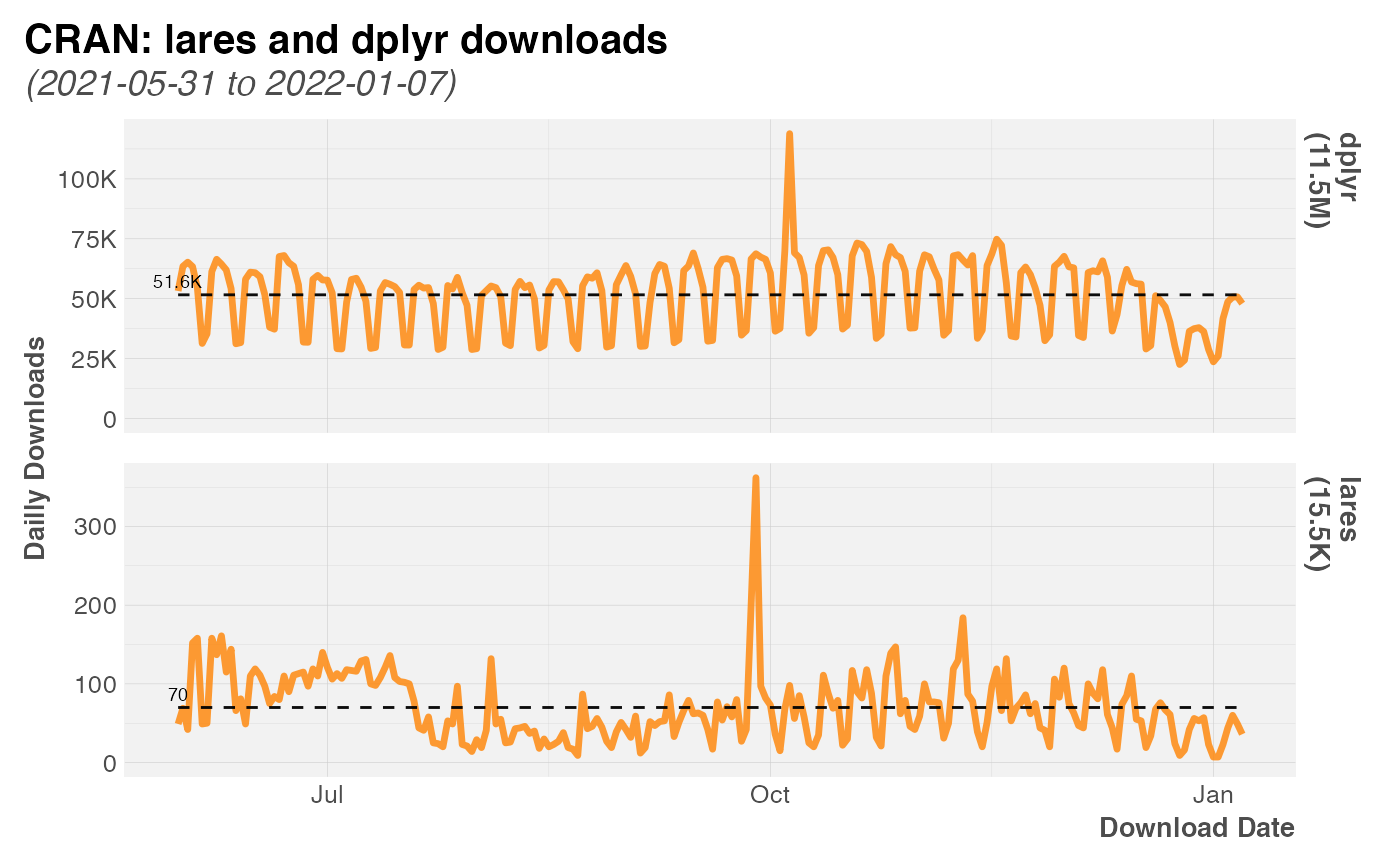 CRAN: lares and dplyr downloads
(2021-05-31 to 2022-01-07)
Dailly Downloads
100K
75K
50K
25K
0
51.6K
dplyr
(11.5M)
300
200
100
0
70
lares
(15.5K)
Jul
Oct
Jan
Download Date